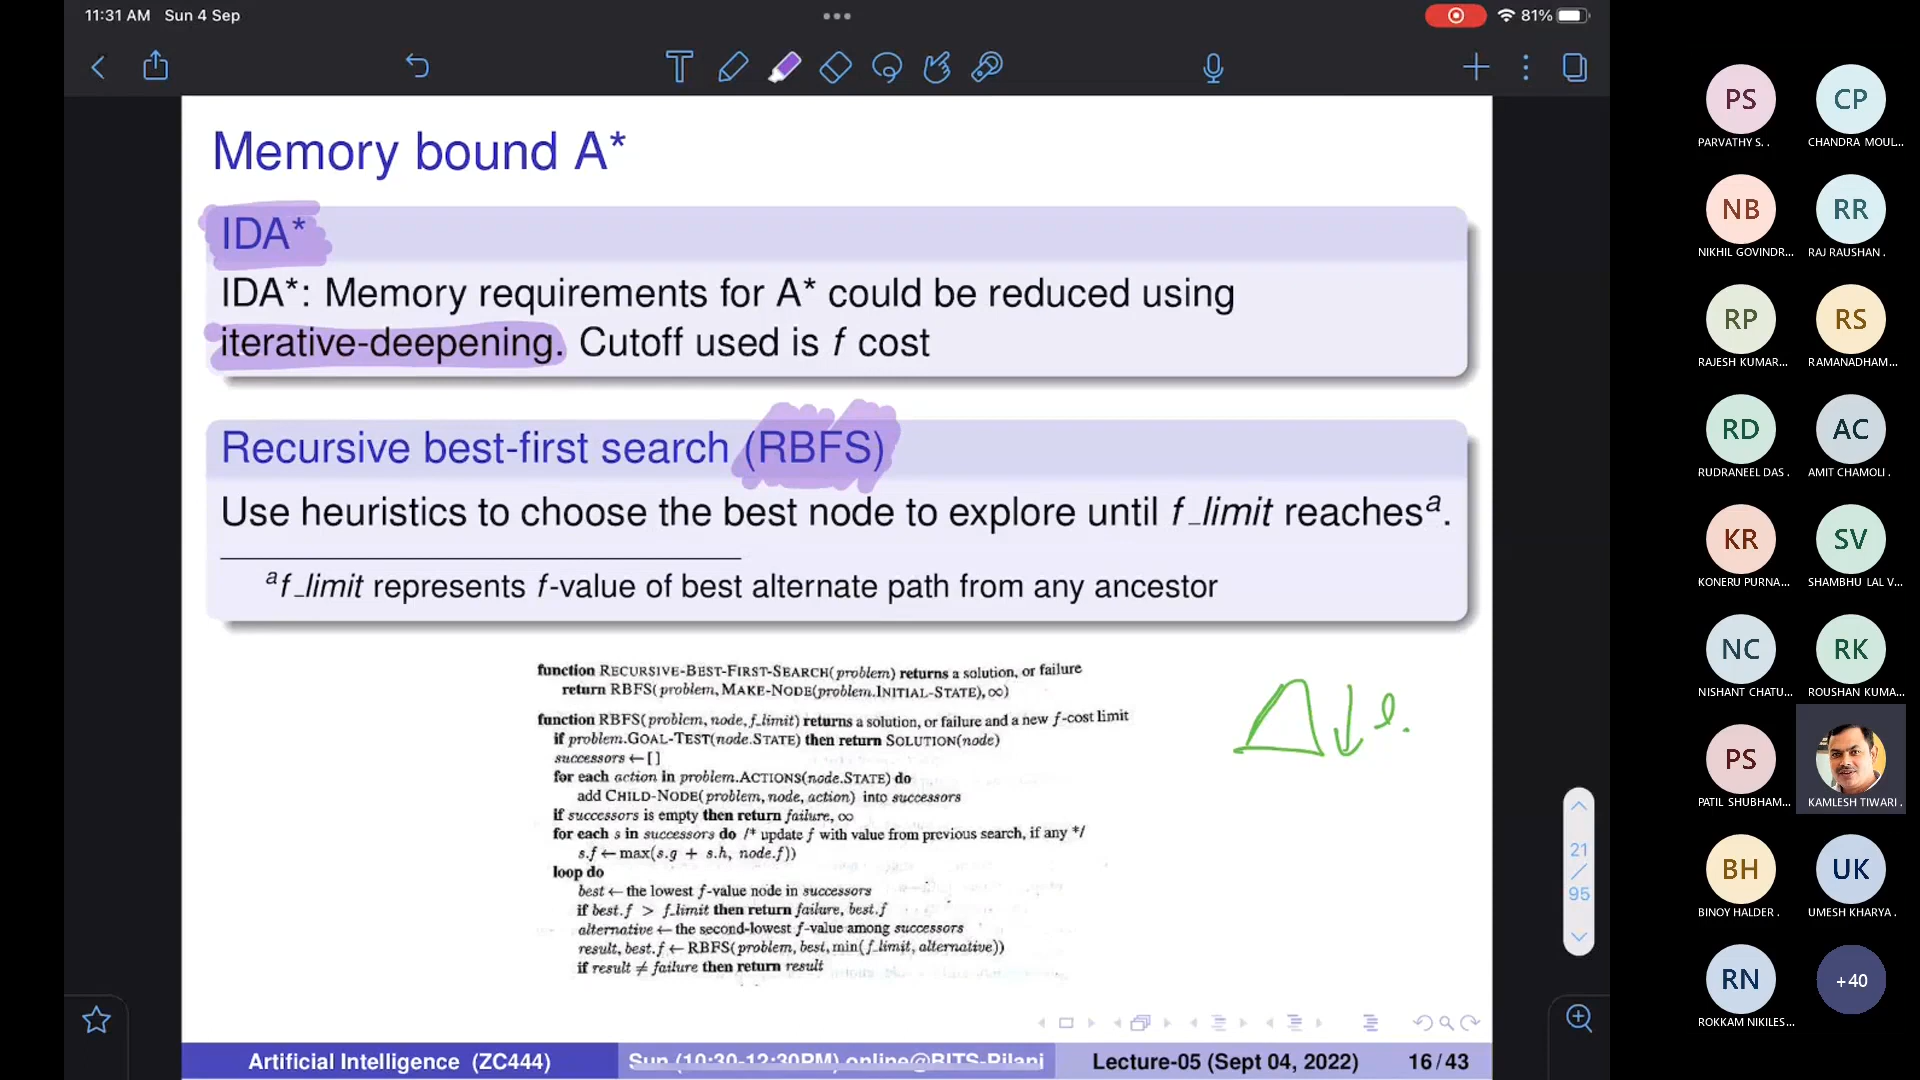 11:31 AM Sun 4 Sep
81%
Memory bound A*
IDA*
IDA*: Memory requirements for A* could be reduced using
iterative-deepening. Cutoff used is f cost
Recursive best-first search (RBFS)
Use heuristics to choose the best node to explore until f_limit reachesª.
ªf_limit represents f-value of best alternate path from any ancestor
function RECURSIVE-BEST-FIRST-SEARCH(problem) returns a solution, or failure
return RBFS(problem, MAKE-NODE(problem.INITIAL-STATE), ∞)
function RBFS(problem, node, f_limit) returns a solution, or failure and a new f-cost limit
if problem.GOAL-TEST(node.STATE) then return SOLUTION(node)
successors ← [ ]
for each action in problem.ACTIONS(node.STATE) do
add CHILD-NODE(problem, node, action) into successors
if successors is empty then return failure, ∞
for each s in successors do /* update f with value from previous search, if any */
s.f ← max(s.g + s.h, node.f))
loop do
best ← the lowest f-value node in successors
if best.f > f_limit then return failure, best.f
alternative ← the second-lowest f-value among successors
result, best.f ← RBFS(problem, best, min(f_limit, alternative))
if result ≠ failure then return result
21
/
95
Artificial Intelligence (ZC444)
Sun (10:30-12:30PM) online@BITS-Pilani
Lecture-05 (Sept 04, 2022)
16/43
PS
PARVATHY S. .
CP
CHANDRA MOUL...
NB
NIKHIL GOVINDR...
RR
RAJ RAUSHAN .
RP
RAJESH KUMAR...
RS
RAMANADHAM...
RD
RUDRANEEL DAS .
AC
AMIT CHAMOLI .
KR
KONERU PURNA...
SV
SHAMBHU LAL V...
NC
NISHANT CHATU...
RK
ROUSHAN KUMA...
PS
PATIL SHUBHAM...
KAMLESH TIWARI .
BH
BINOY HALDER .
UK
UMESH KHARYA .
RN
ROKKAM NIKILES...
+40